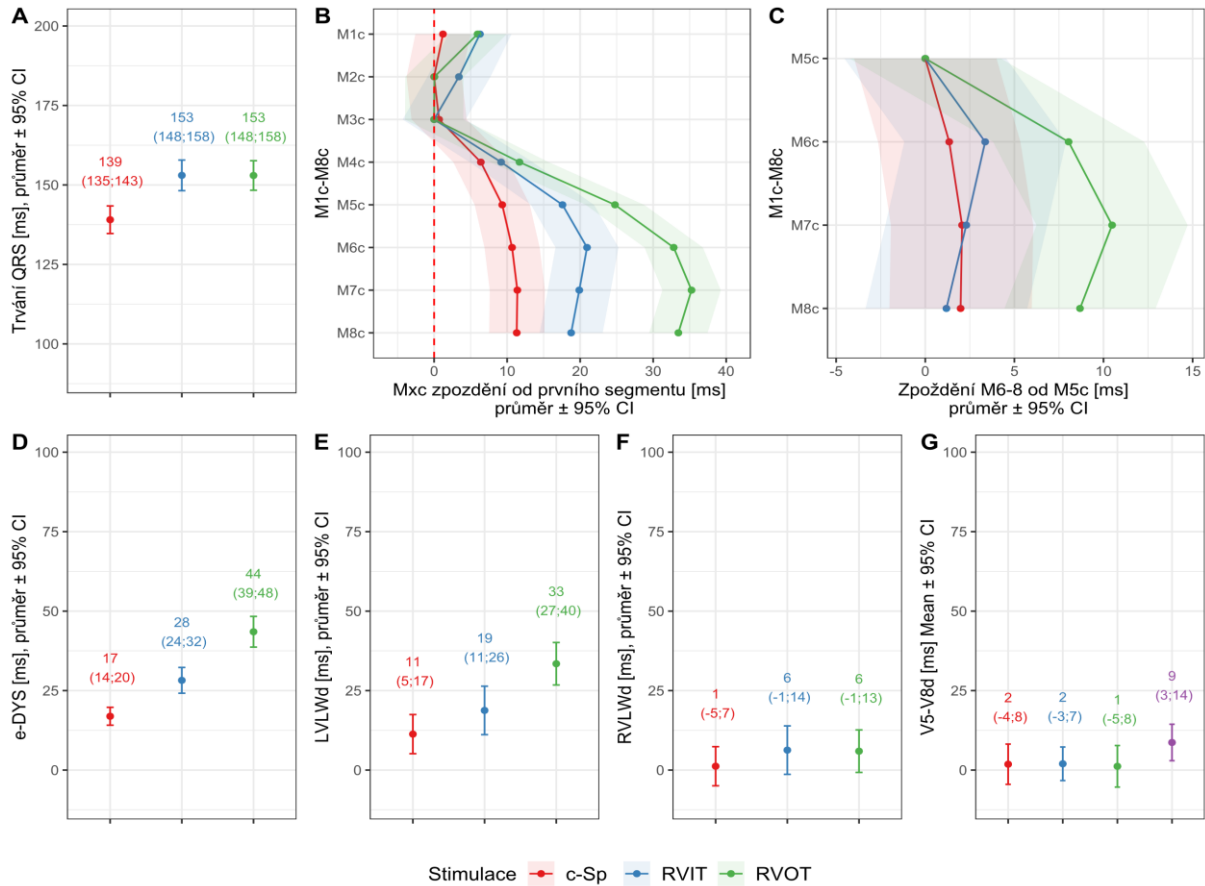 A
Trvání QRS [ms], průměr ± 95% CI
200
175
150
125
100
139
(135;143)
153
(148;158)
153
(148;158)
B
M1c-M8c
M1c
M2c
M3c
M4c
M5c
M6c
M7c
M8c
0
10
20
30
40
Mxc zpozdění od prvního segmentu [ms]
průměr ± 95% CI
C
M1c-M8c
M5c
M6c
M7c
M8c
-5
0
5
10
15
Zpoždění M6-8 od M5c [ms]
průměr ± 95% CI
D
e-DYS [ms], průměr ± 95% CI
100
75
50
25
0
17
(14;20)
28
(24;32)
44
(39;48)
E
LVLWd [ms], průměr ± 95% CI
100
75
50
25
0
11
(5;17)
19
(11;26)
33
(27;40)
F
RVLWd [ms], průměr ± 95% CI
100
75
50
25
0
1
(-5;7)
6
(-1;14)
6
(-1;13)
G
V5-V8d [ms] Mean ± 95% CI
100
75
50
25
0
2
(-4;8)
2
(-3;7)
1
(-5;8)
9
(3;14)
Stimulace c-Sp RVIT RVOT